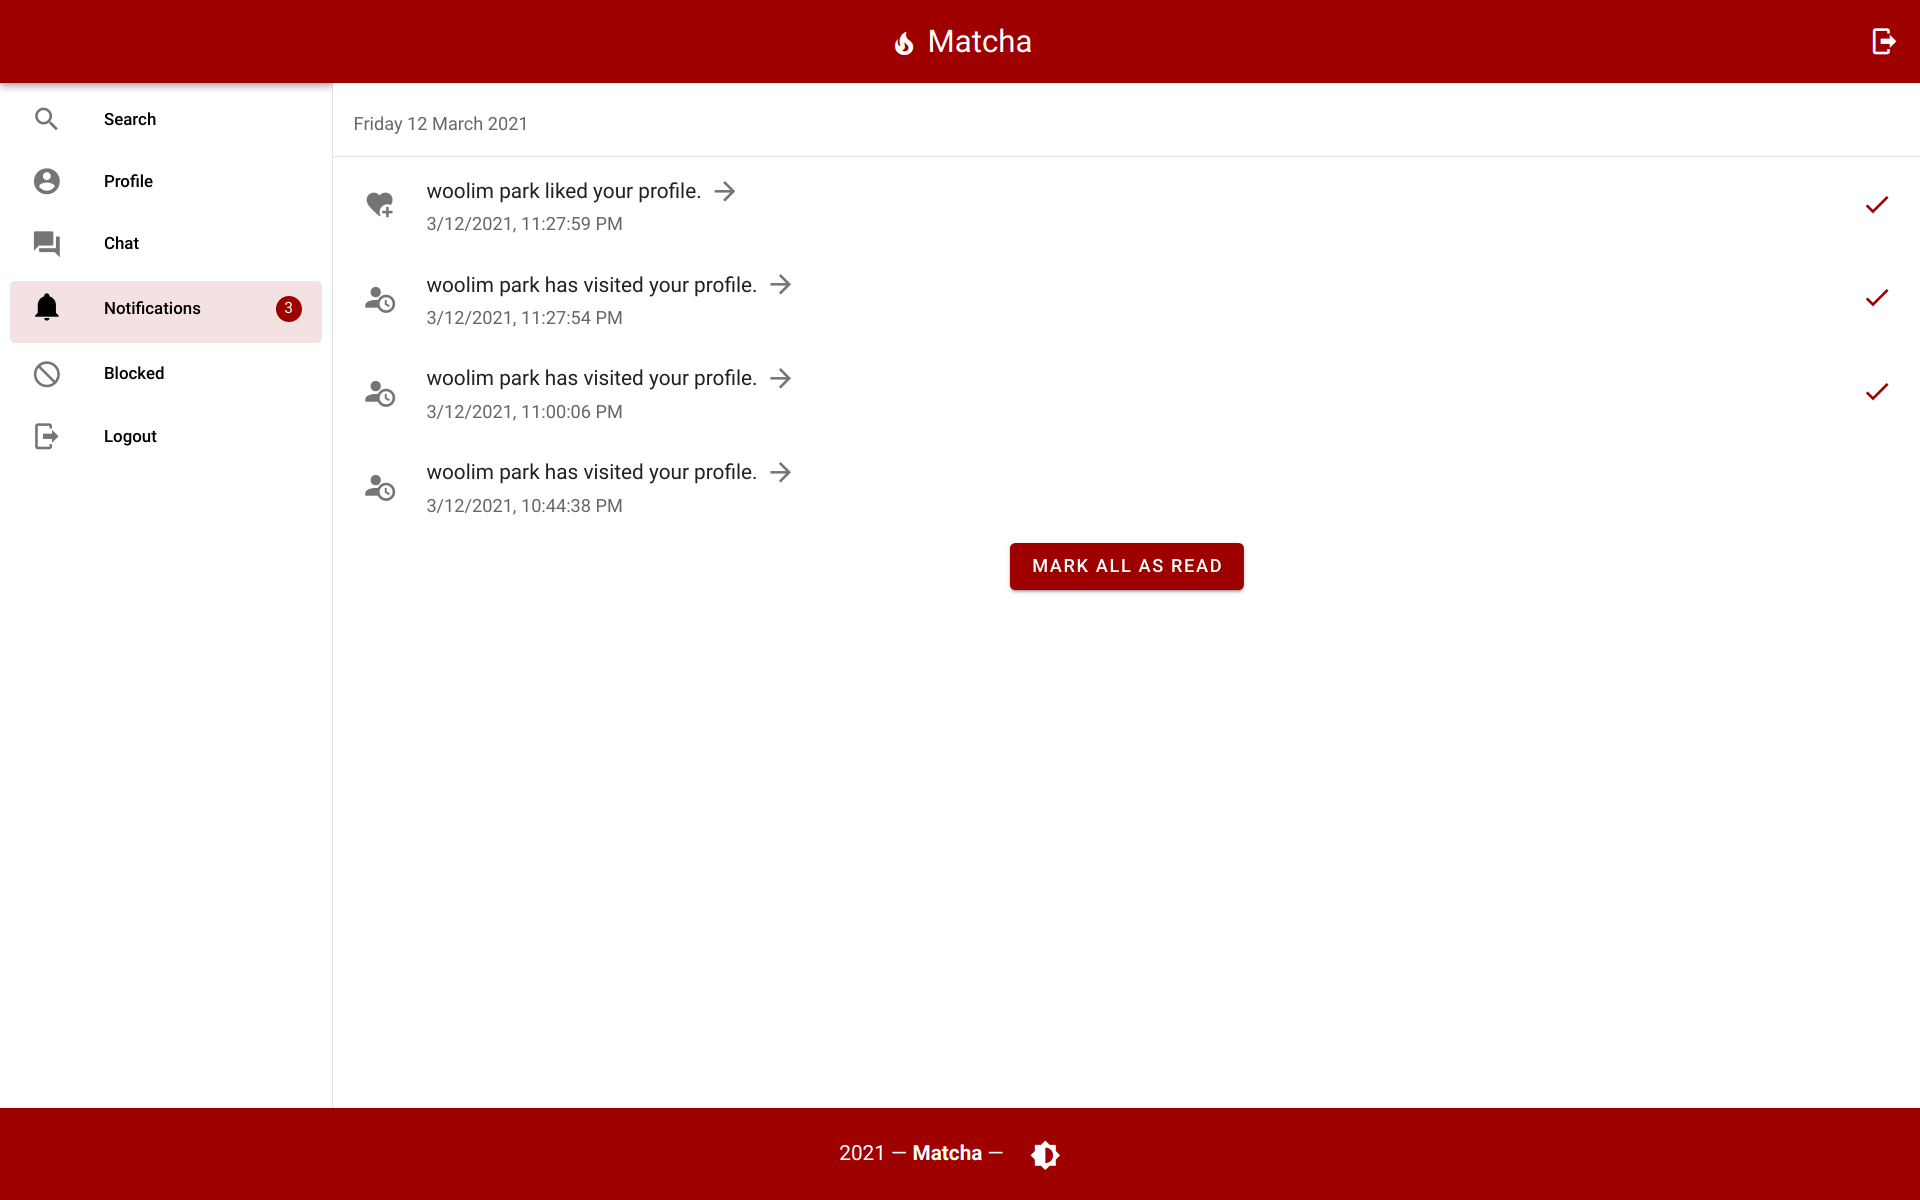 Matcha
Search
Profile
Chat
Notifications 3
Blocked
Logout
Friday 12 March 2021
woolim park liked your profile.
3/12/2021, 11:27:59 PM
woolim park has visited your profile.
3/12/2021, 11:27:54 PM
woolim park has visited your profile.
3/12/2021, 11:00:06 PM
woolim park has visited your profile.
3/12/2021, 10:44:38 PM
MARK ALL AS READ
2021 — Matcha —